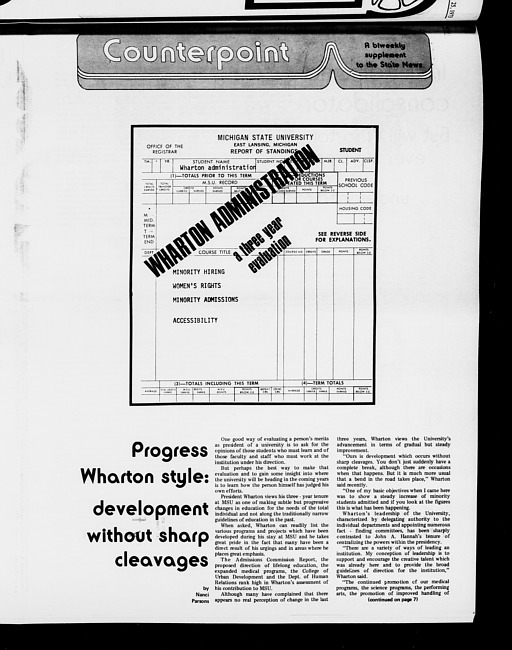 Counterpoint
A biweekly
supplement
to the State News.
MICHIGAN STATE UNIVERSITY
EAST LANSING, MICHIGAN
REPORT OF STANDING
OFFICE OF THE
REGISTRAR
STUDENT
STUDENT NAME
Wharton administration
(1)—TOTALS PRIOR TO THIS TERM
M.S.U. RECORD
PREVIOUS
SCHOOL CODE
HOUSING CODE
SEE REVERSE SIDE
FOR EXPLANATIONS.
WHARTON ADMINISTRATION
a three year
evaluation
COURSE TITLE
MINORITY HIRING
WOMEN'S RIGHTS
MINORITY ADMISSIONS
ACCESSIBILITY
(3)—TOTALS INCLUDING THIS TERM
(4)—TERM TOTALS
Progress
Wharton style:
development
without sharp
cleavages
by
Nanci
Parsons
One good way of evaluating a person's merits
as president of a university is to ask for the
opinions of those students who must learn and of
those faculty and staff who must work at the
institution under his direction.
But perhaps the best way to make that
evaluation and to gain some insight into where
the university will be heading in the coming years
is to learn how the person himself has judged his
own efforts.
President Wharton views his three-year tenure
at MSU as one of making subtle but progressive
changes in education for the needs of the total
individual and not along the traditionally narrow
guidelines of education in the past.
When asked, Wharton can readily list the
various programs and projects which have been
developed during his stay at MSU and he takes
great pride in the fact that many have been a
direct result of his urgings and in areas where he
places great emphasis.
The Admissions Commission Report, the
proposed direction of lifelong education, the
expanded medical programs, the College of
Urban Development and the Dept. of Human
Relations rank high in Wharton's assessment of
his contribution to MSU.
Although many have complained that there
appears no real perception of change in the last
three years, Wharton views the University's
advancement in terms of gradual but steady
improvement.
"Ours is development which occurs without
sharp cleavages. You don't just suddenly have a
complete break, although there are occasions
when that happens. But it is much more usual
that a bend in the road takes place," Wharton
said recently.
"One of my basic objectives when I came here
was to show a steady increase of minority
students admitted and if you look at the figures
this is what has been happening.
Wharton's leadership of the University,
characterized by delegating authority to the
individual departments and appointing numerous
fact - finding committees, has been sharply
contrasted to John A. Hannah's tenure of
centralizing the powers within the presidency.
"There are a variety of ways of leading an
institution. My conception of leadership is to
support and encourage the creative talent which
was already here and to provide the broad
guidelines of direction for the institution,"
Wharton said.
"The continued promotion of our medical
programs, the science programs, the performing
arts, the promotion of improved handling of
(continued on page 7)